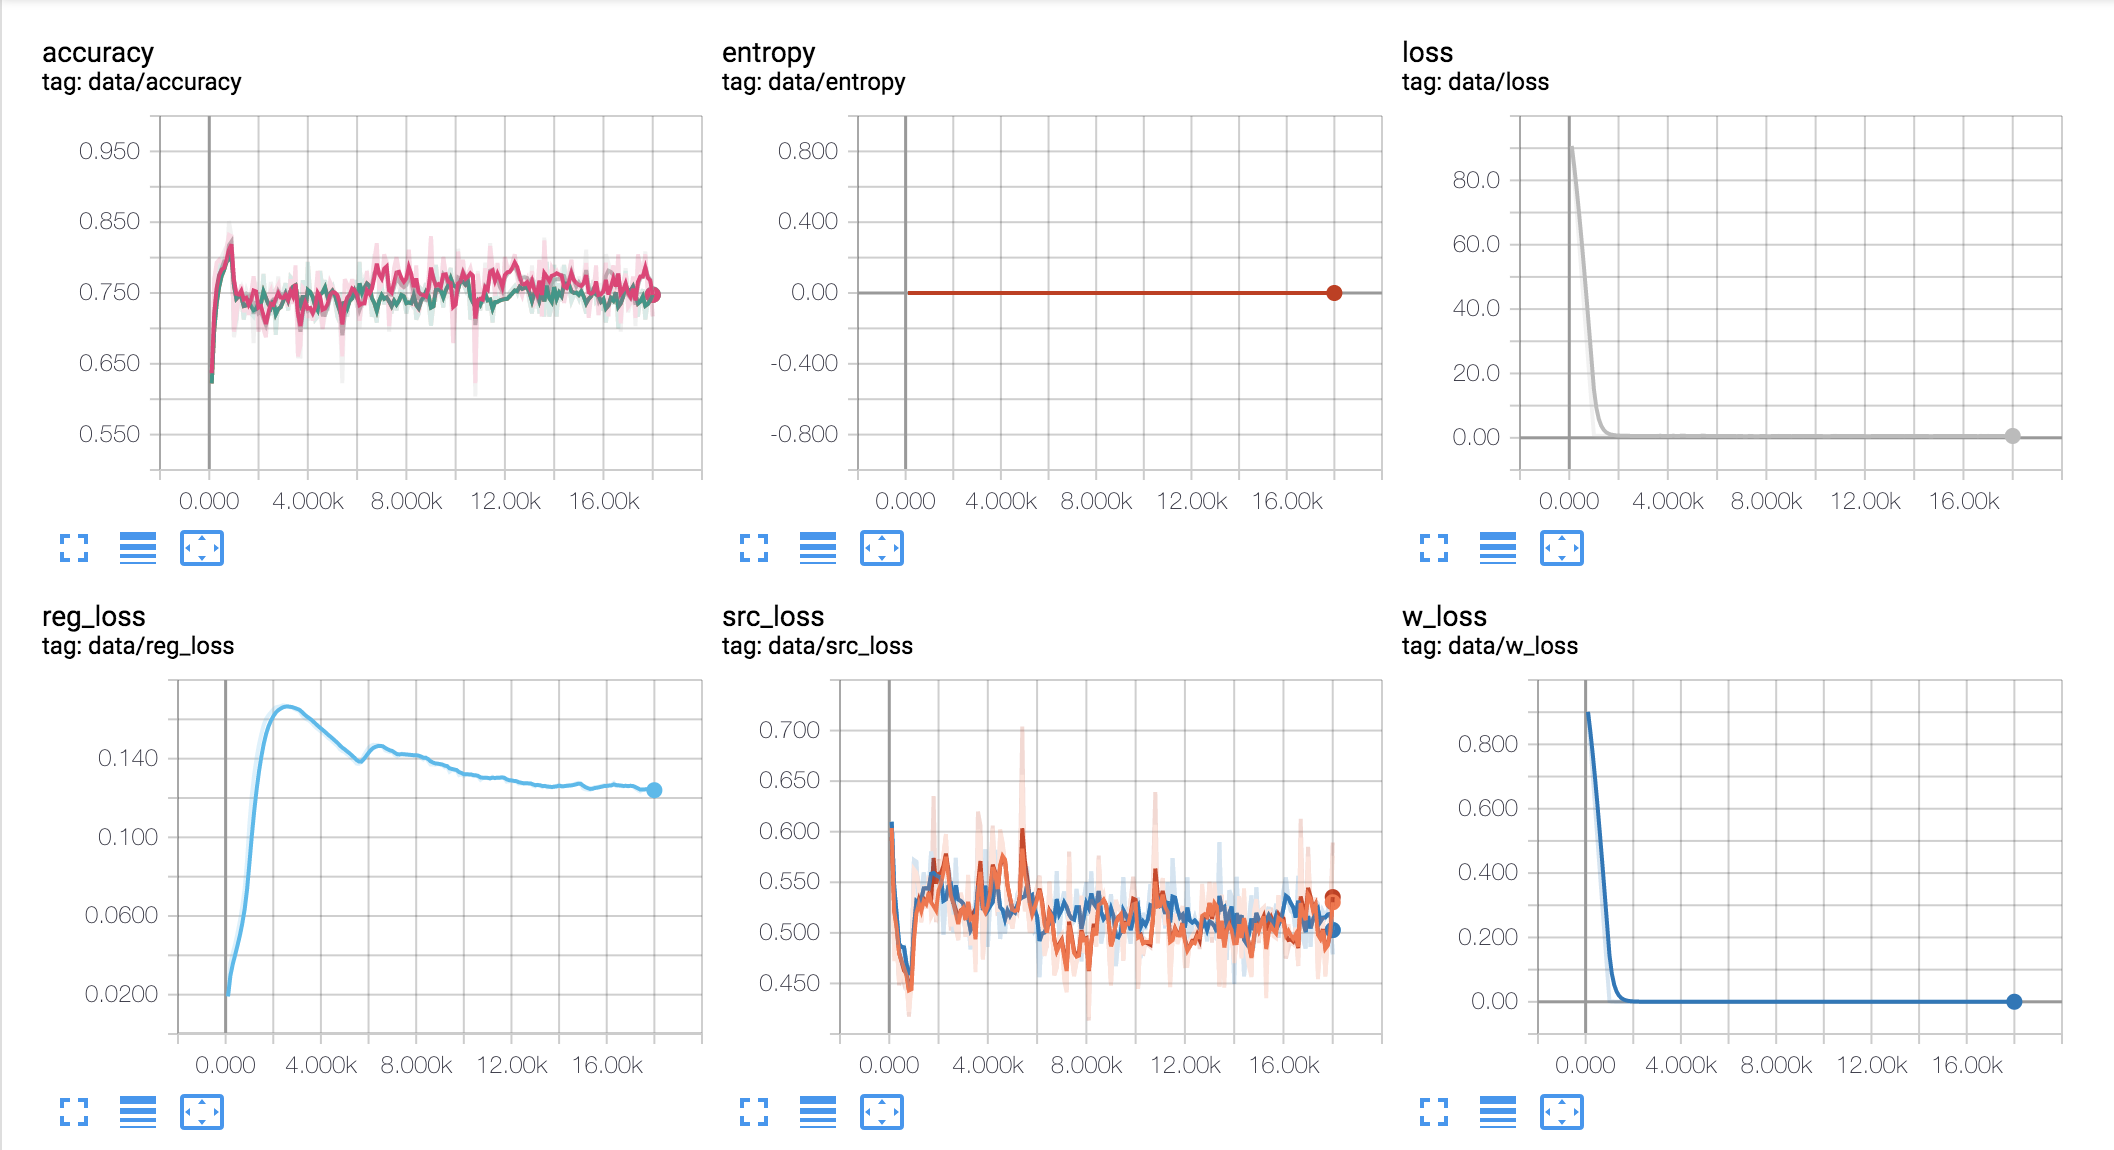 accuracy
tag: data/accuracy
0.950
0.850
0.750
0.650
0.550
0.000 4.000k 8.000k 12.00k 16.00k
entropy
tag: data/entropy
0.800
0.400
0.00
-0.400
-0.800
0.000 4.000k 8.000k 12.00k 16.00k
loss
tag: data/loss
80.0
60.0
40.0
20.0
0.00
0.000 4.000k 8.000k 12.00k 16.00k
reg_loss
tag: data/reg_loss
0.140
0.100
0.0600
0.0200
0.000 4.000k 8.000k 12.00k 16.00k
src_loss
tag: data/src_loss
0.700
0.650
0.600
0.550
0.500
0.450
0.000 4.000k 8.000k 12.00k 16.00k
w_loss
tag: data/w_loss
0.800
0.600
0.400
0.200
0.00
0.000 4.000k 8.000k 12.00k 16.00k